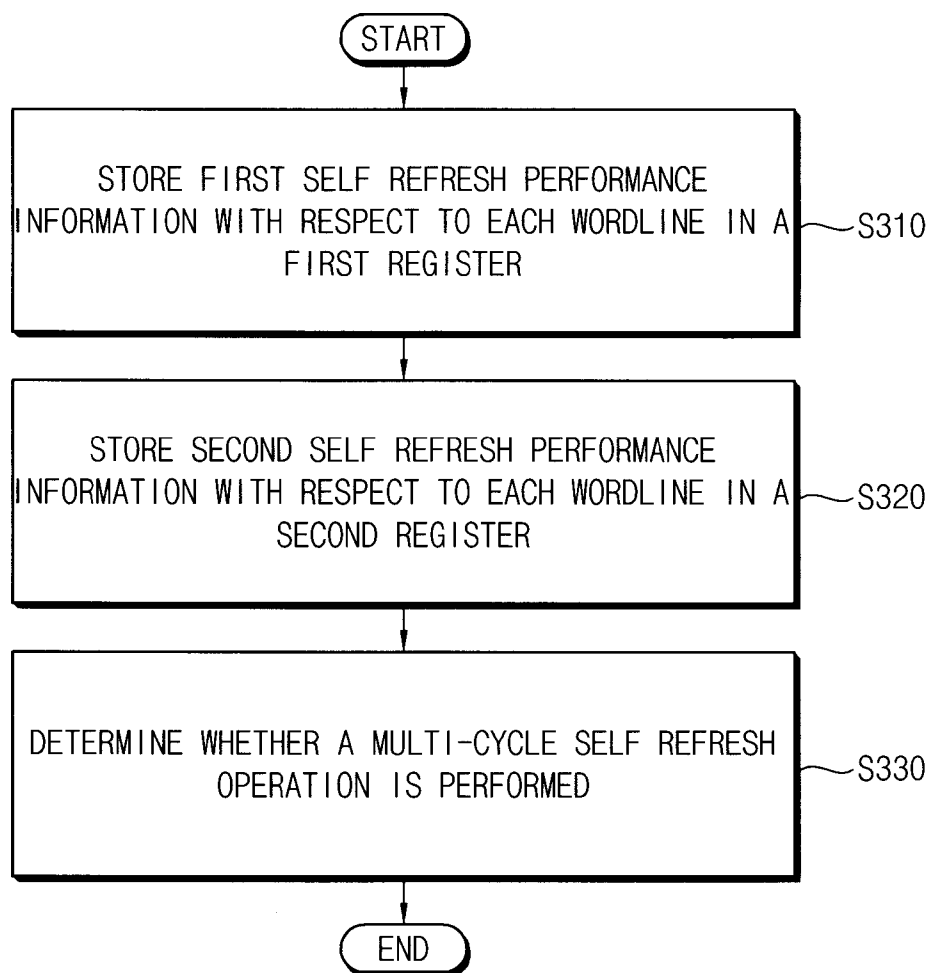 START
STORE FIRST SELF REFRESH PERFORMANCE
INFORMATION WITH RESPECT TO EACH WORDLINE IN A
FIRST REGISTER
S310
STORE SECOND SELF REFRESH PERFORMANCE
INFORMATION WITH RESPECT TO EACH WORDLINE IN A
SECOND REGISTER
S320
DETERMINE WHETHER A MULTI-CYCLE SELF REFRESH
OPERATION IS PERFORMED
S330
END